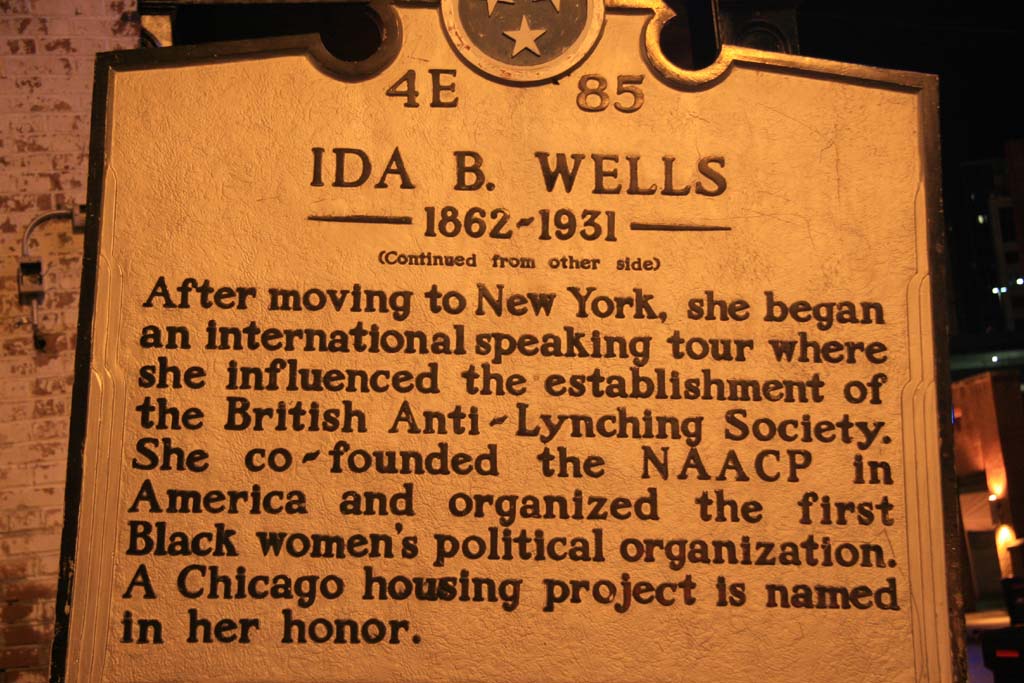 4E 85
IDA B. WELLS
1862-1931
(Continued from other side)
After moving to New York, she began
an international speaking tour where
she influenced the establishment of
the British Anti-Lynching Society.
She co-founded the NAACP in
America and organized the first
Black women's political organization.
A Chicago housing project is named
in her honor.